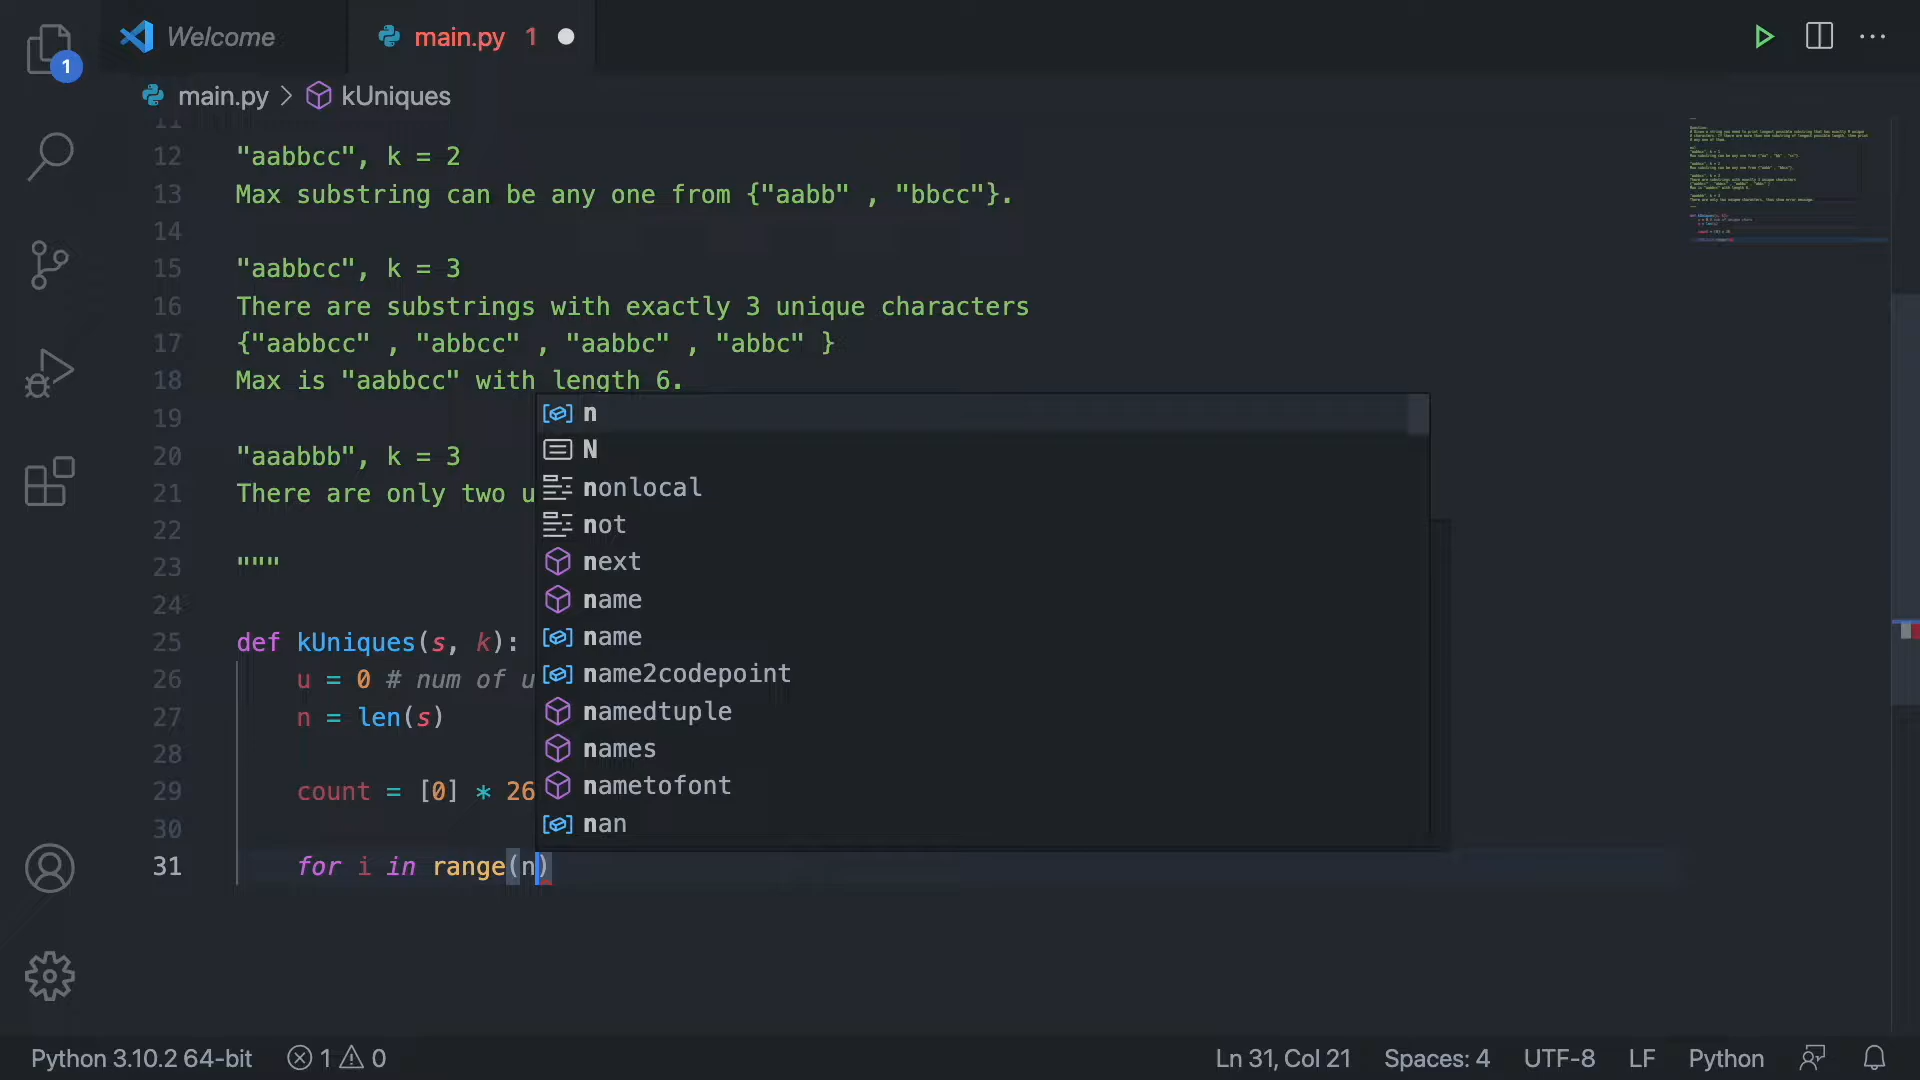 Welcome
main.py 1
main.py > kUniques
1
11
12 "aabbcc", k = 2
13 Max substring can be any one from {"aabb" , "bbcc"}.
14
15 "aabbcc", k = 3
16 There are substrings with exactly 3 unique characters
17 {"aabbcc" , "abbcc" , "aabbc" , "abbc" }
18 Max is "aabbcc" with length 6.
19
20 "aaabbb", k = 3
21 There are only two u
22
23 """
24
25 def kUniques(s, k):
26 u = 0 # num of u
27 n = len(s)
28
29 count = [0] * 26
30
31 for i in range(n)
n
N
nonlocal
not
next
name
name
name2codepoint
namedtuple
names
nametofont
nan
Python 3.10.2 64-bit 1 0 Ln 31, Col 21 Spaces: 4 UTF-8 LF Python